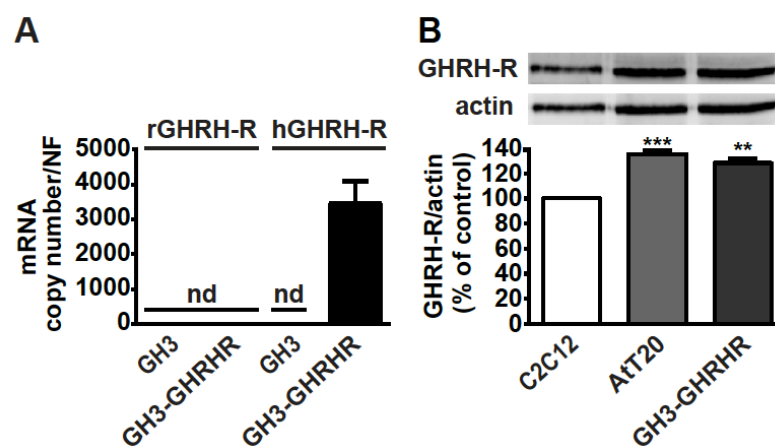 A
rGHRH-R hGHRH-R
mRNA
copy number/NF
5000
4000
3000
2000
1000
0
nd
nd
GH3
GH3-GHRHR
GH3
GH3-GHRHR
B
GHRH-R
actin
GHRH-R/actin
(% of control)
140
120
100
80
60
40
20
0
***
**
C2C12
AtT20
GH3-GHRHR